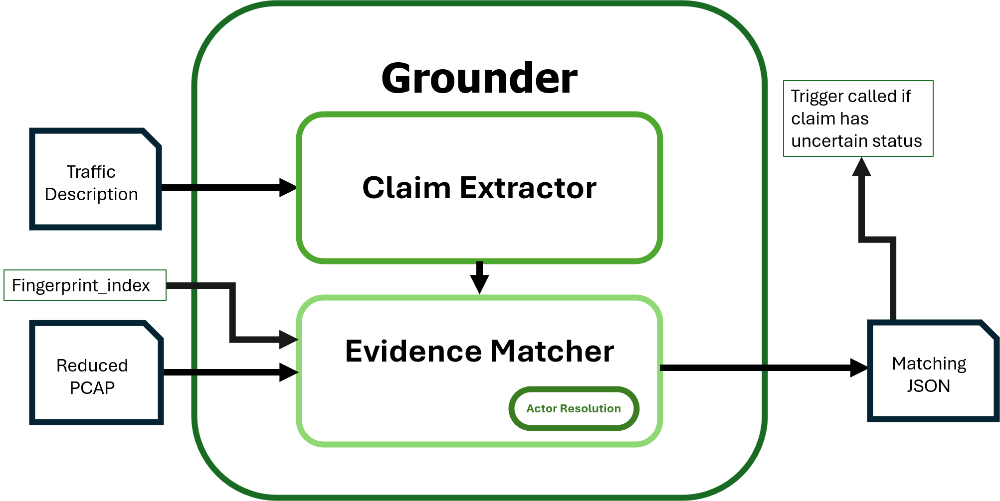 Grounder
Traffic
Description
Claim Extractor
Trigger called if
claim has
uncertain status
Fingerprint_index
Reduced
PCAP
Evidence Matcher
Actor Resolution
Matching
JSON